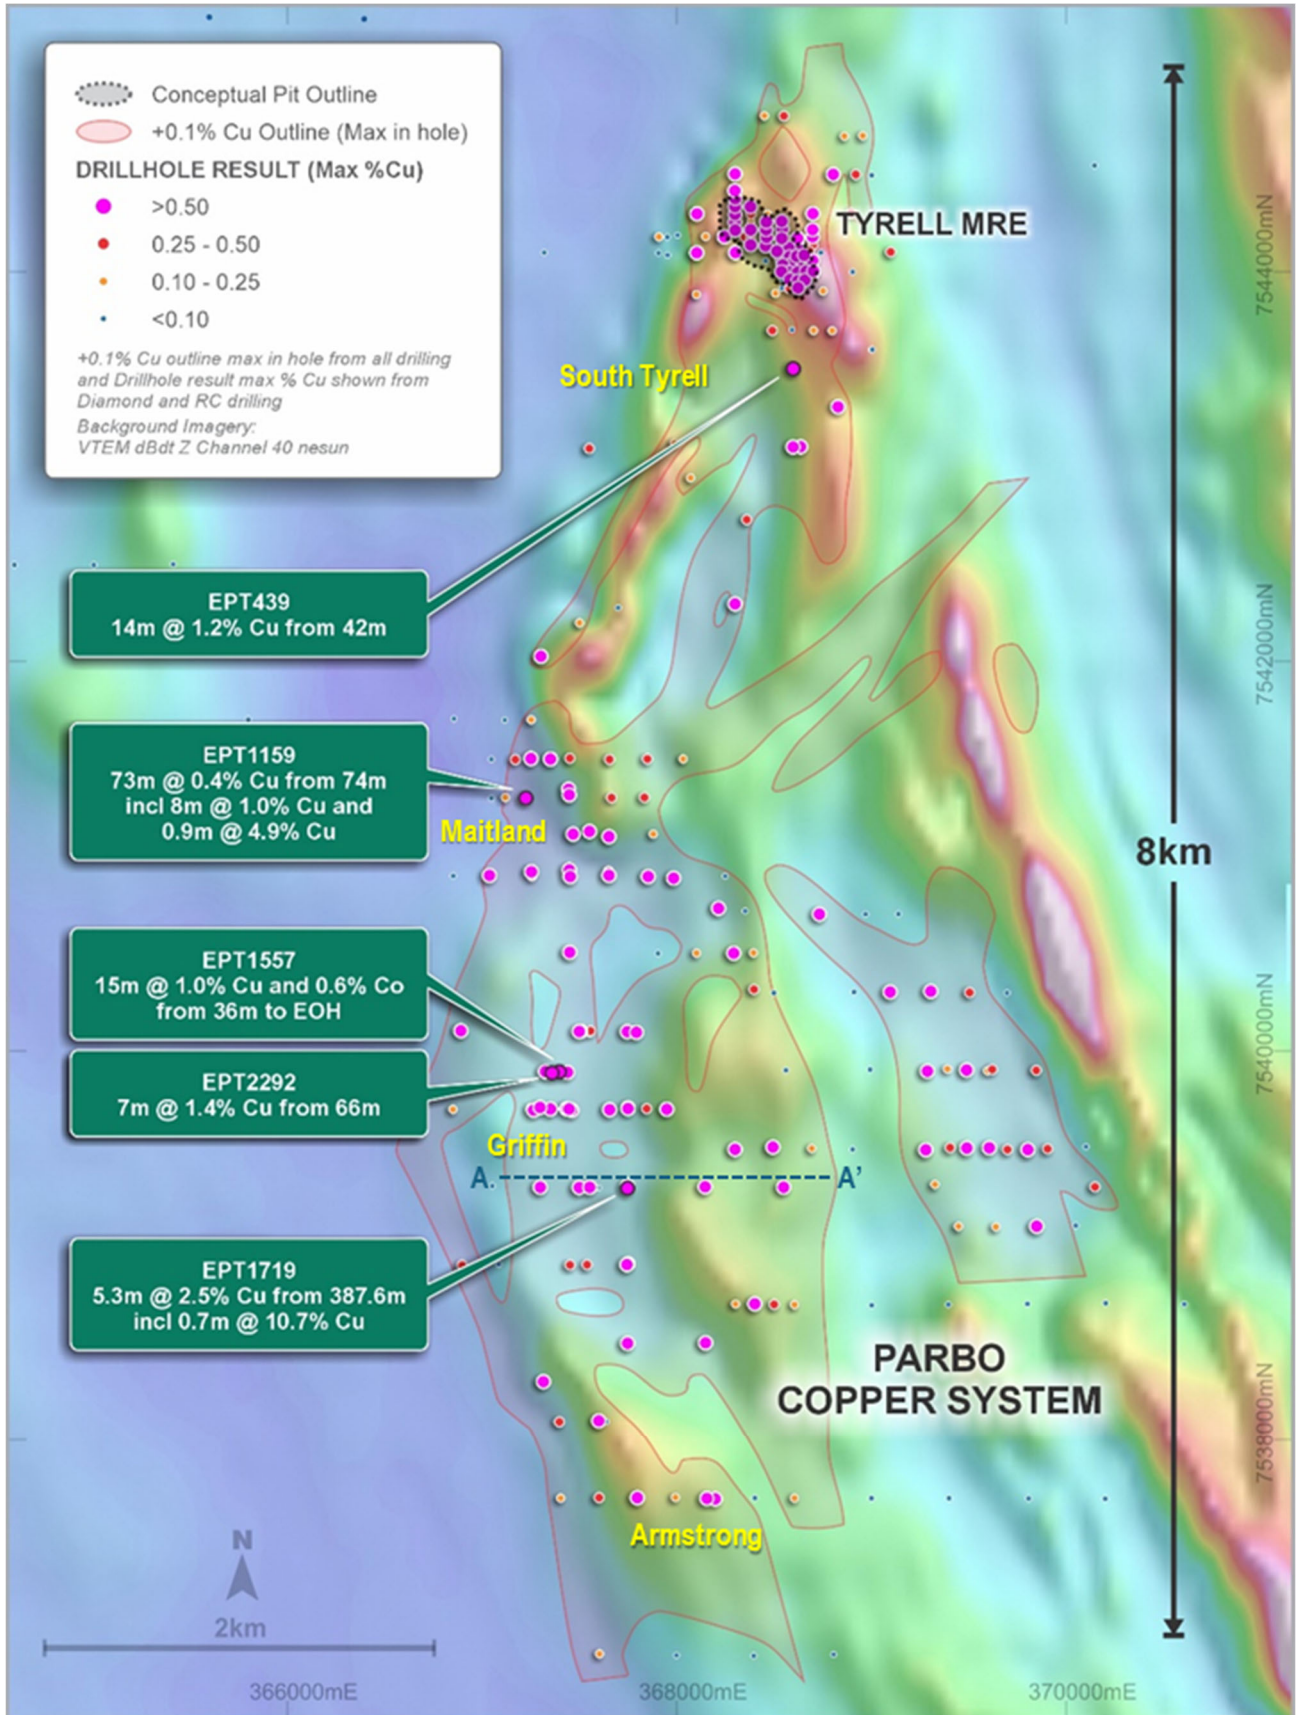 Conceptual Pit Outline
+0.1% Cu Outline (Max in hole)
DRILLHOLE RESULT (Max %Cu)
>0.50
0.25 - 0.50
0.10 - 0.25
<0.10
+0.1% Cu outline max in hole from all drilling
and Drillhole result max % Cu shown from
Diamond and RC drilling
Background Imagery:
VTEM dBdt Z Channel 40 nesun
TYRELL MRE
7544000mN
South Tyrell
EPT439
14m @ 1.2% Cu from 42m
7542000mN
EPT1159
73m @ 0.4% Cu from 74m
incl 8m @ 1.0% Cu and
0.9m @ 4.9% Cu
Maitland
8km
EPT1557
15m @ 1.0% Cu and 0.6% Co
from 36m to EOH
7540000mN
EPT2292
7m @ 1.4% Cu from 66m
Griffin
A
A'
EPT1719
5.3m @ 2.5% Cu from 387.6m
incl 0.7m @ 10.7% Cu
PARBO
COPPER SYSTEM
7538000mN
Armstrong
N
2km
366000mE
368000mE
370000mE